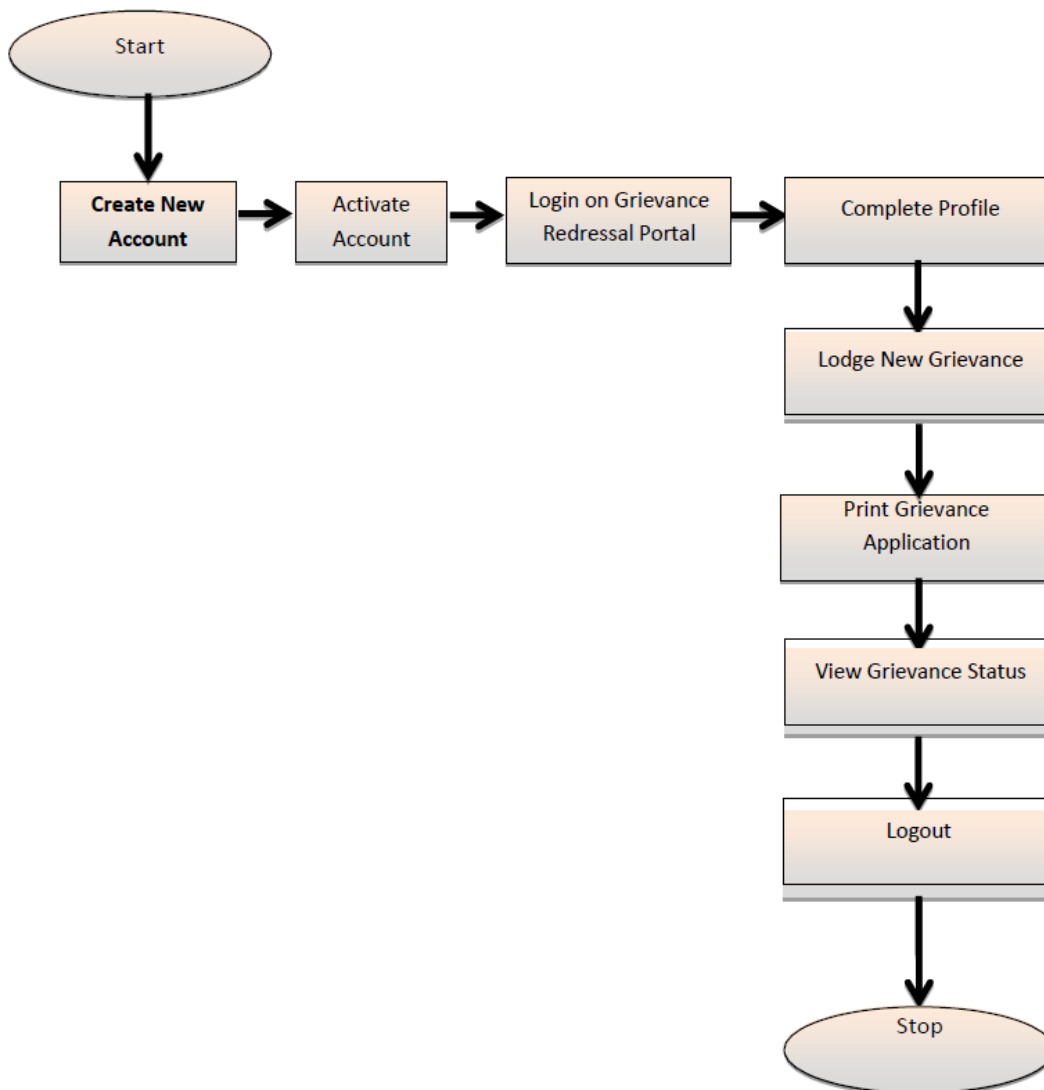 Start
Create New
Account
Activate
Account
Login on Grievance
Redressal Portal
Complete Profile
Lodge New Grievance
Print Grievance
Application
View Grievance Status
Logout
Stop